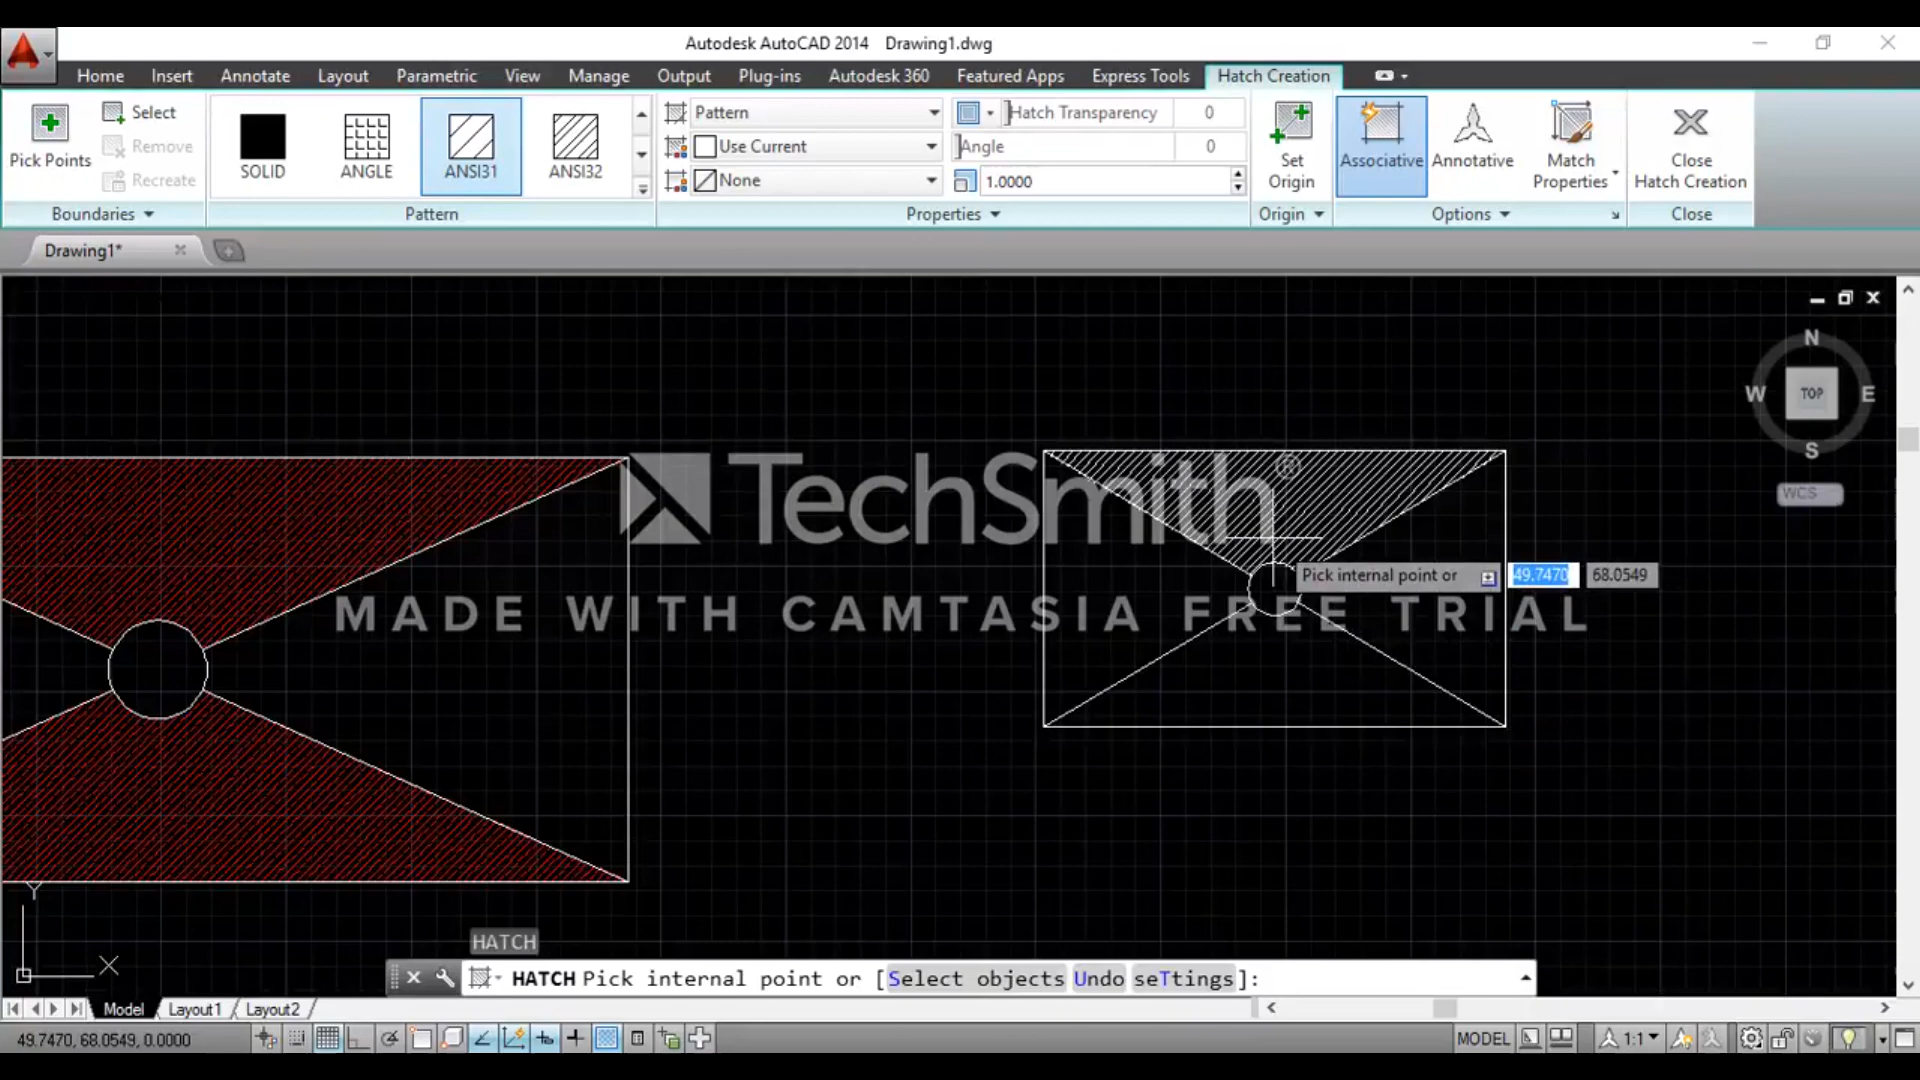 Autodesk AutoCAD 2014 Drawing1.dwg
Home Insert Annotate Layout Parametric View Manage Output Plug-ins Autodesk 360 Featured Apps Express Tools Hatch Creation
Pick Points
Select
Remove
Recreate
SOLID
ANGLE
ANSI31
ANSI32
Pattern
Use Current
None
Hatch Transparency 0
Angle 0
1.0000
Set
Origin
Associative
Annotative
Match
Properties
Close
Hatch Creation
Boundaries Pattern Properties Origin Options Close
Drawing1*
N
W TOP E
S
WCS
TechSmith®
Pick internal point or 49.7470 68.0549
MADE WITH CAMTASIA FREE TRIAL
Y
X
HATCH
HATCH Pick internal point or [Select objects Undo seTtings]:
Model Layout1 Layout2
49.7470, 68.0549, 0.0000 MODEL 1:1